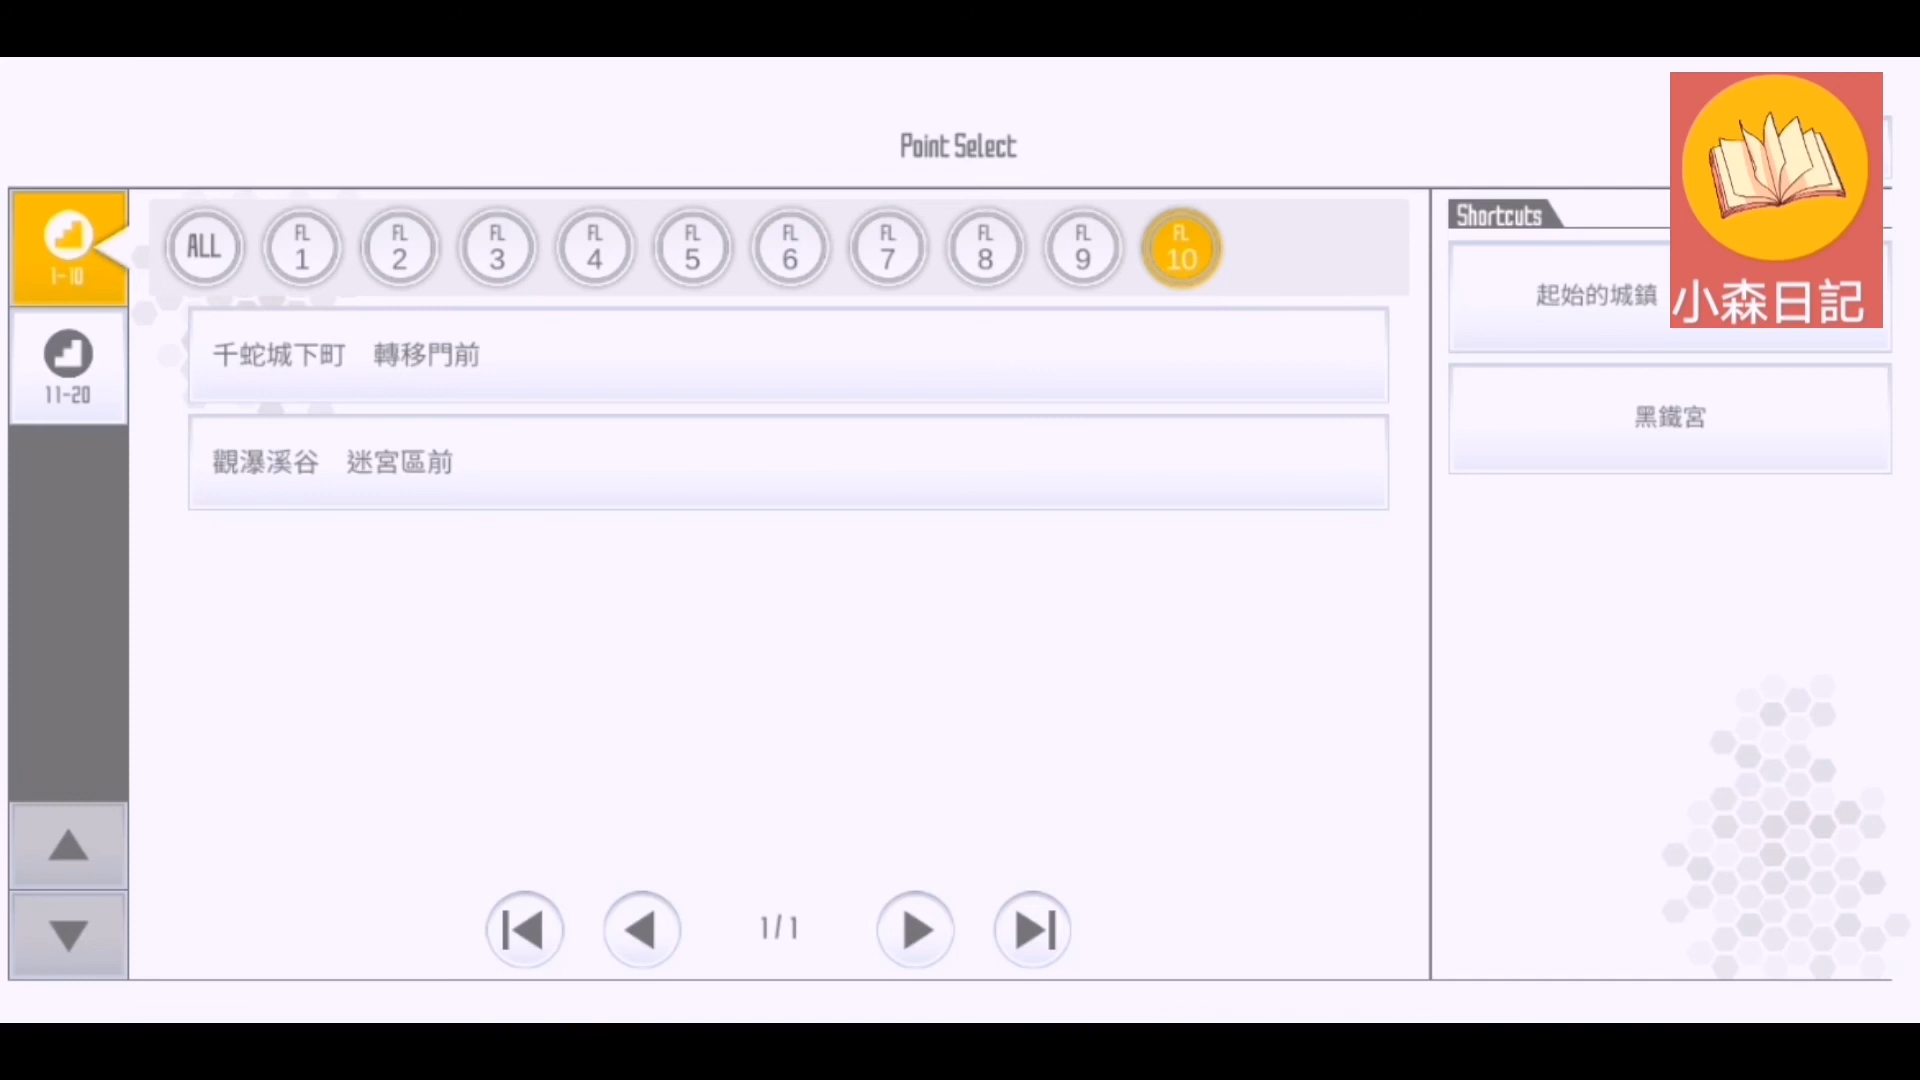 Point Select
1-10
11-20
ALL
FL 1
FL 2
FL 3
FL 4
FL 5
FL 6
FL 7
FL 8
FL 9
FL 10
千蛇城下町　轉移門前
觀瀑溪谷　迷宮區前
1/1
Shortcuts
起始的城鎮
黑鐵宮
小森日記